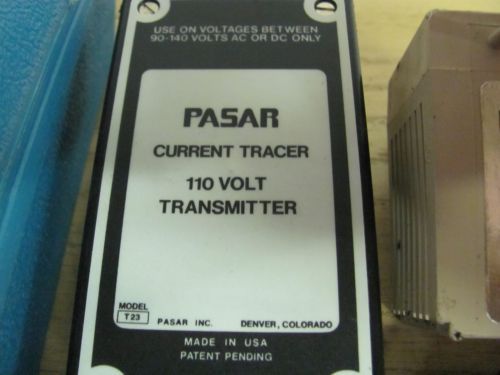 USE ON VOLTAGES BETWEEN
90-140 VOLTS AC OR DC ONLY
PASAR
CURRENT TRACER
110 VOLT
TRANSMITTER
MODEL
T23
PASAR INC. DENVER, COLORADO
MADE IN USA
PATENT PENDING